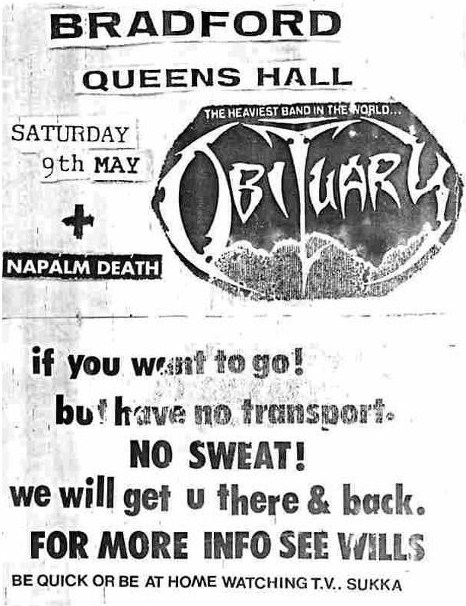 BRADFORD
QUEENS HALL
THE HEAVIEST BAND IN THE WORLD...
OBITUARY
SATURDAY
9th MAY
+
NAPALM DEATH
if you want to go!
but have no transport.
NO SWEAT!
we will get u there & back.
FOR MORE INFO SEE WILLS
BE QUICK OR BE AT HOME WATCHING T.V.. SUKKA